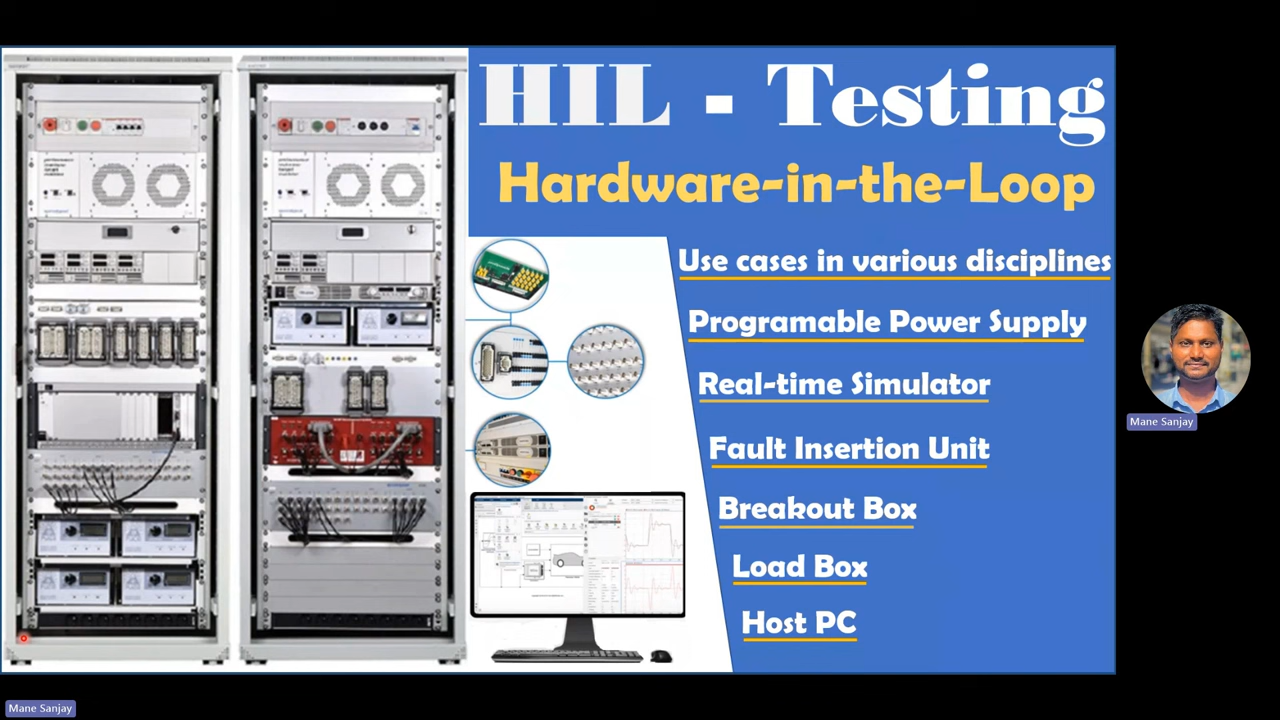 HIL - Testing
Hardware-in-the-Loop
Use cases in various disciplines
Programable Power Supply
Real-time Simulator
Fault Insertion Unit
Breakout Box
Load Box
Host PC
Mane Sanjay
Mane Sanjay